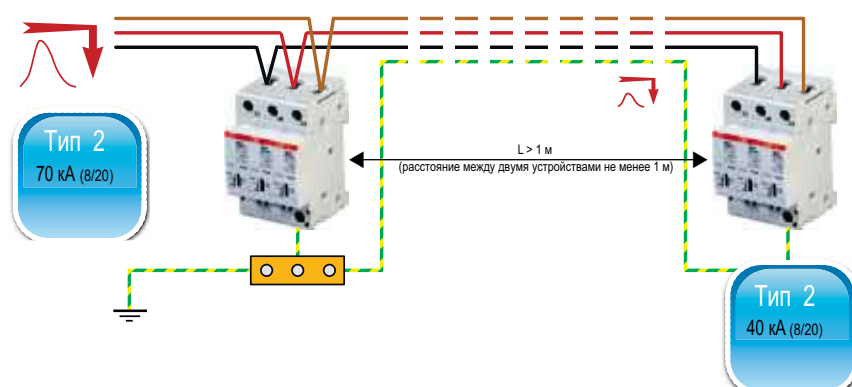 Тип 2
70 кА (8/20)
L > 1 м
(расстояние между двумя устройствами не менее 1 м)
Тип 2
40 кА (8/20)